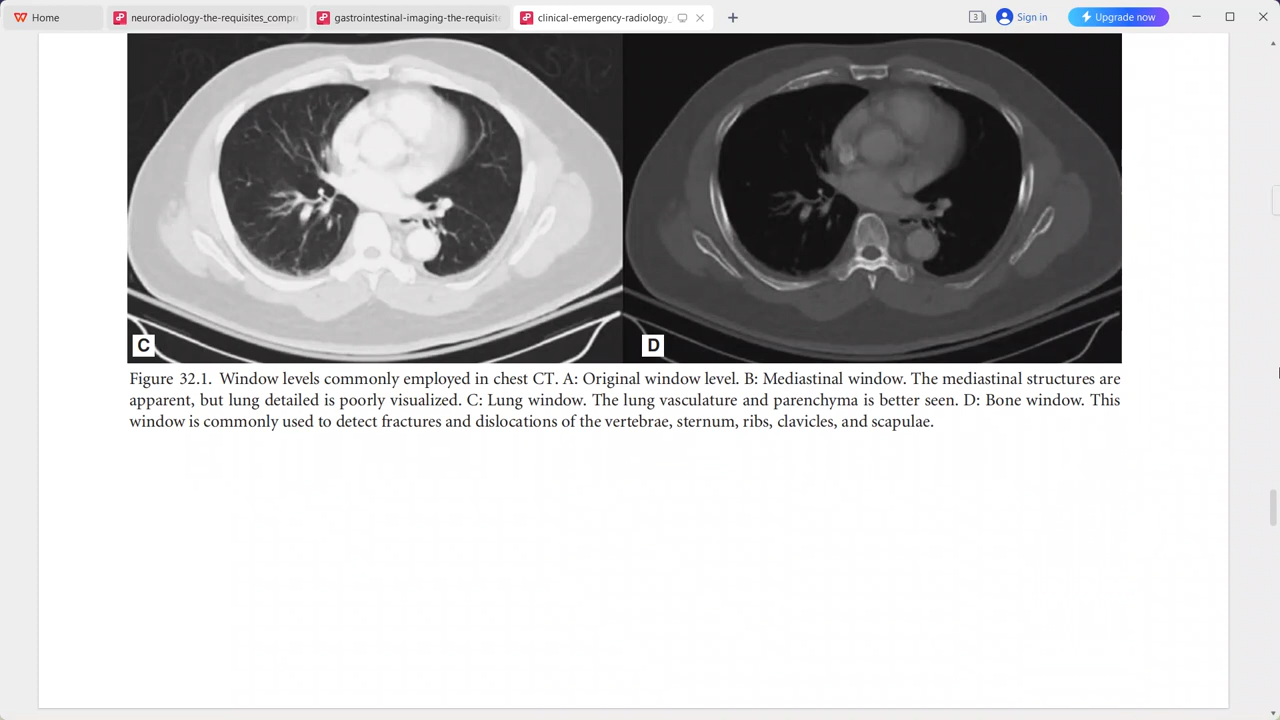 Home
neuroradiology-the-requisites_compr
gastrointestinal-imaging-the-requisite
clinical-emergency-radiology_
3
Sign in
Upgrade now
C
D
Figure 32.1. Window levels commonly employed in chest CT. A: Original window level. B: Mediastinal window. The mediastinal structures are
apparent, but lung detailed is poorly visualized. C: Lung window. The lung vasculature and parenchyma is better seen. D: Bone window. This
window is commonly used to detect fractures and dislocations of the vertebrae, sternum, ribs, clavicles, and scapulae.